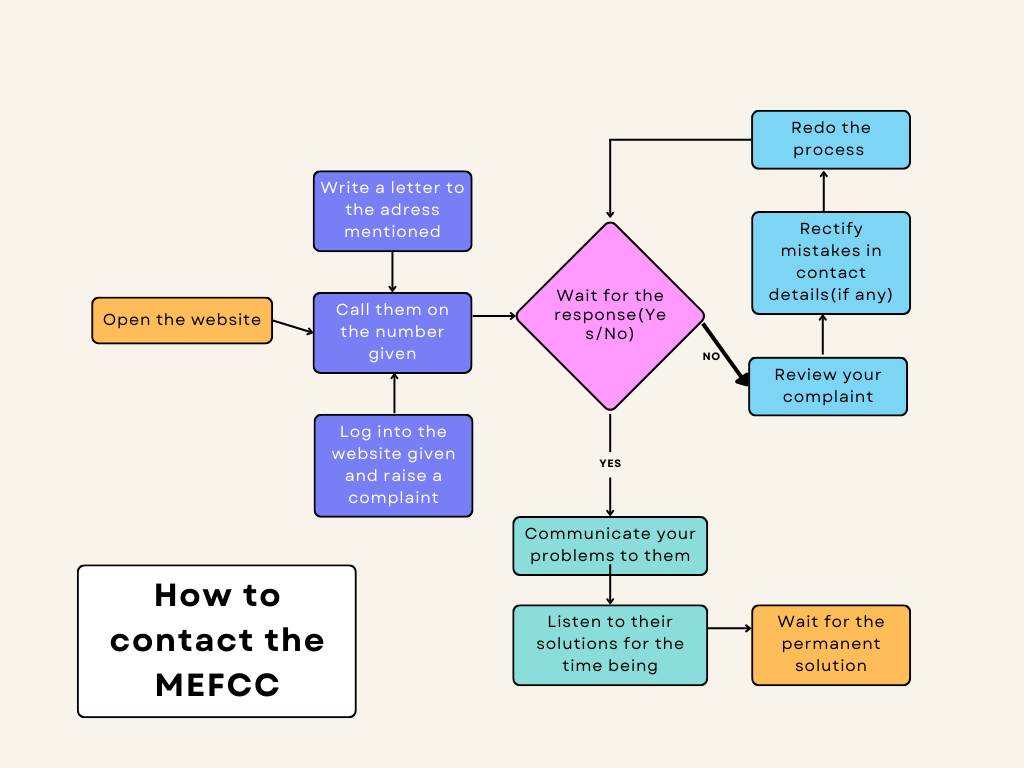 Redo the
process
Write a letter to
the adress
mentioned
Rectify
mistakes in
contact
details(if any)
Open the website
Call them on
the number
given
Wait for the
response(Ye
s/No)
NO
Review your
complaint
Log into the
website given
and raise a
complaint
YES
Communicate your
problems to them
Listen to their
solutions for the
time being
Wait for the
permanent
solution
How to
contact the
MEFCC